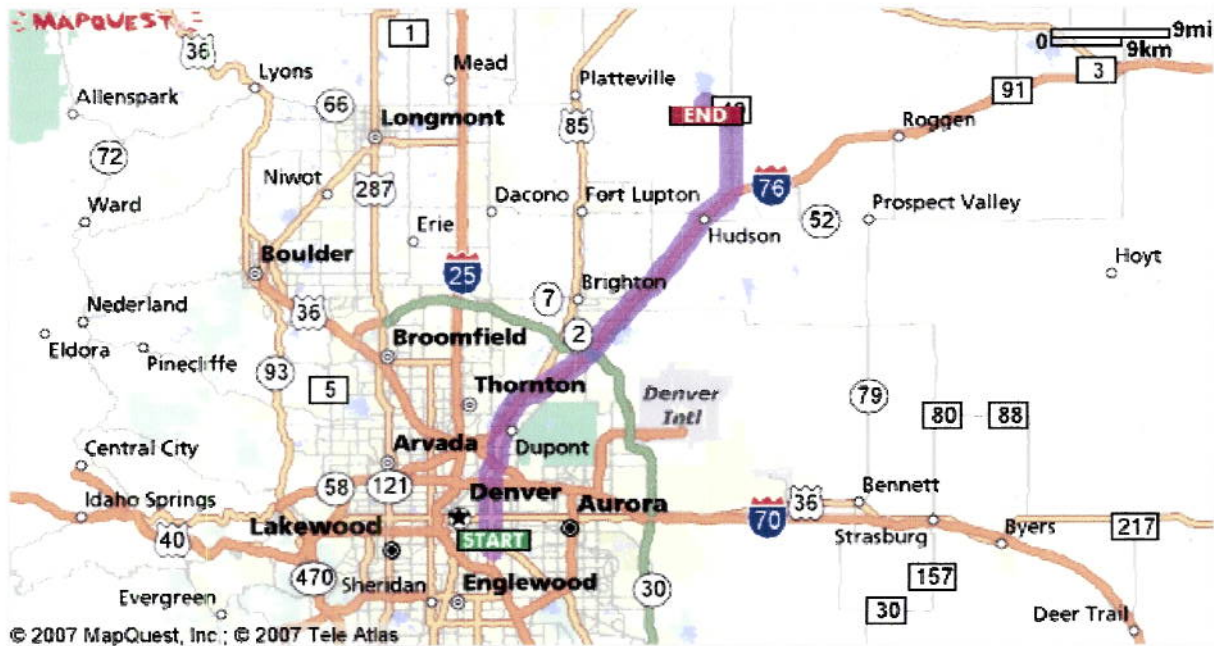 MAPQUEST
36
1
Mead
Platteville
0 9mi
9km
3
Lyons
Allenspark
66
Longmont
85
END
91
Roggen
72
Niwot
287
Dacono
Fort Lupton
76
Ward
Erie
Hudson
52
Prospect Valley
Boulder
25
Hoyt
Nederland
36
7
Brighton
Eldora
Pinecliffe
Broomfield
2
93
5
Thornton
Denver
Intl
79
80
88
Central City
Arvada
Dupont
Idaho Springs
58
121
Denver
Aurora
36
Bennett
40
Lakewood
START
70
Strasburg
Byers
217
470
Sheridan
Englewood
30
157
Evergreen
30
Deer Trail
© 2007 MapQuest, Inc.; © 2007 Tele Atlas